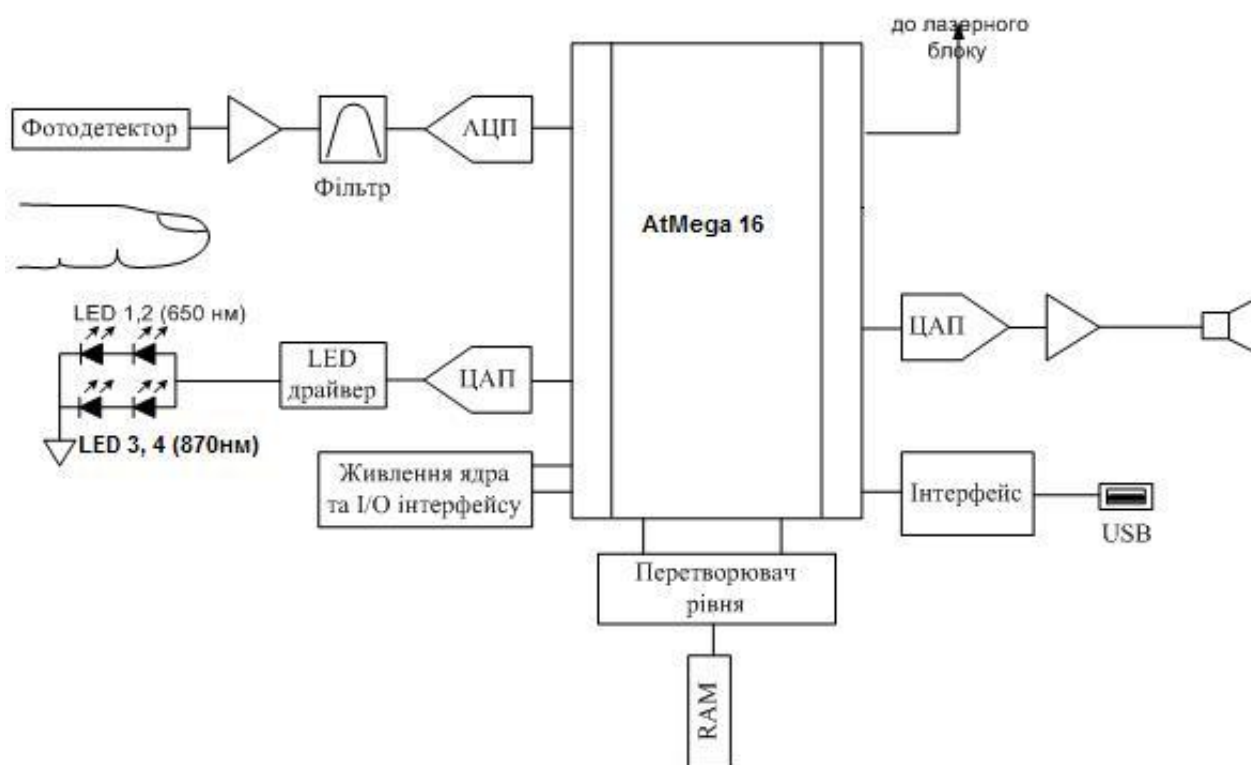 до лазерного
блоку
Фотодетектор
АЦП
Фільтр
AtMega 16
LED 1,2 (650 нм)
LED
драйвер
ЦАП
ЦАП
LED 3, 4 (870нм)
Живлення ядра
та I/O інтерфейсу
Інтерфейс
USB
Перетворювач
рівня
RAM